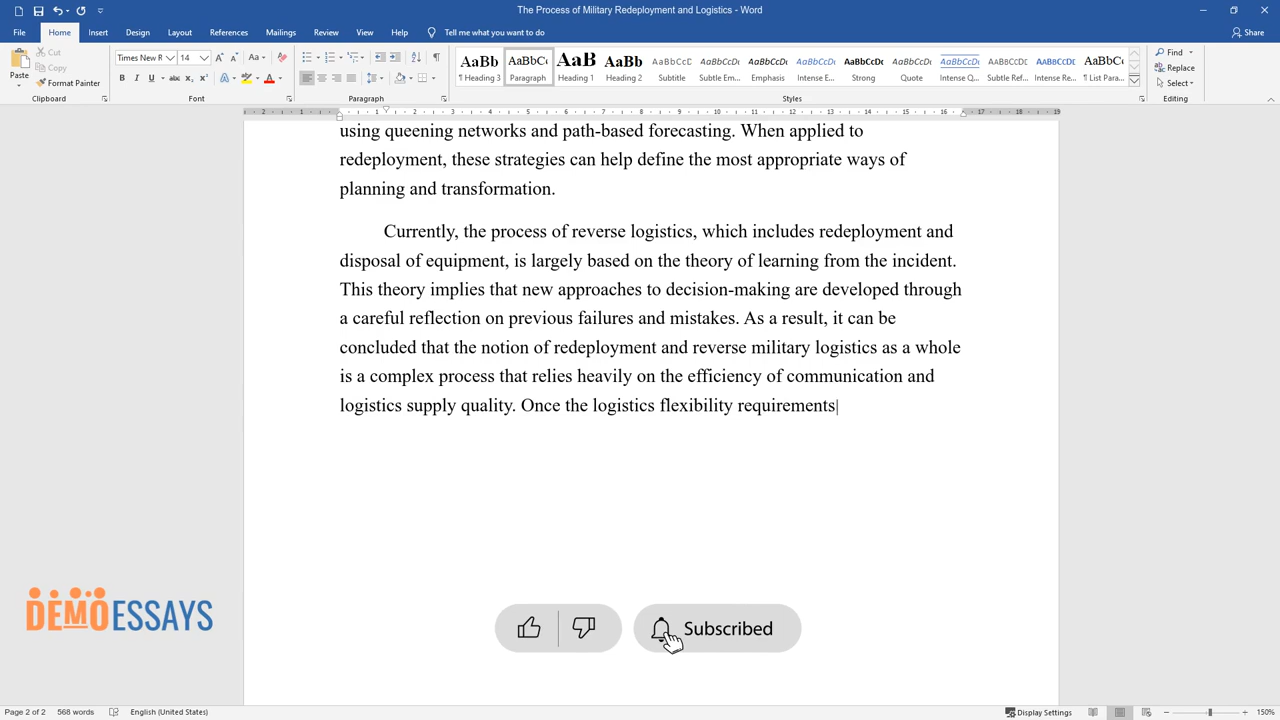 The Process of Military Redeployment and Logistics - Word
File Home Insert Design Layout References Mailings Review View Help Tell me what you want to do Share
Paste
Cut
Copy
Format Painter
Clipboard
Times New R 14
Font
Paragraph
AaBb AaBbC AaB AaBb AaBbCcD AaBbCcDc AaBbCcDc AaBbCcDc AaBbCcDc AaBbCcDc AaBbCcDc AaBbCcDc AaBbCcDc AaBbC
¶ Heading 3 Paragraph Heading 1 Heading 2 Subtitle Subtle Em... Emphasis Intense E... Strong Quote Intense Q... Subtle Ref... Intense Re... ¶ List Para...
Styles
Find
Replace
Select
Editing
using queening networks and path-based forecasting. When applied to
redeployment, these strategies can help define the most appropriate ways of
planning and transformation.
Currently, the process of reverse logistics, which includes redeployment and
disposal of equipment, is largely based on the theory of learning from the incident.
This theory implies that new approaches to decision-making are developed through
a careful reflection on previous failures and mistakes. As a result, it can be
concluded that the notion of redeployment and reverse military logistics as a whole
is a complex process that relies heavily on the efficiency of communication and
logistics supply quality. Once the logistics flexibility requirements
DEMOESSAYS
Subscribed
Page 2 of 2 568 words English (United States) Display Settings 150%